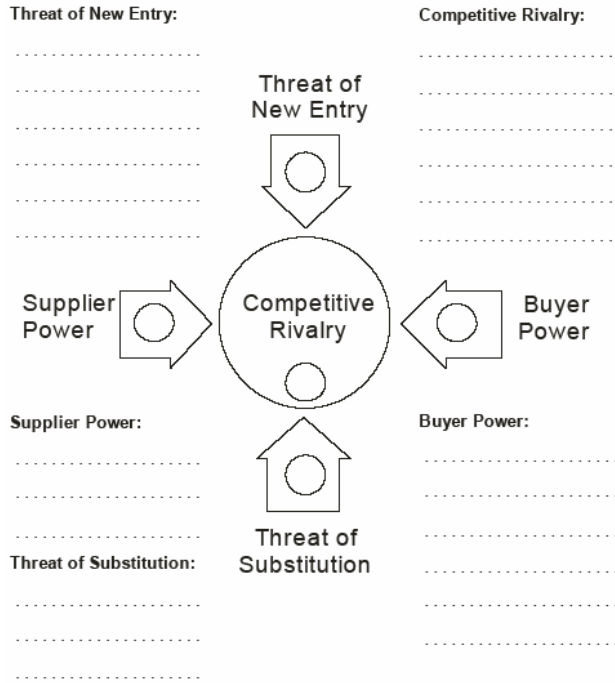 Threat of New Entry:
Competitive Rivalry:
Threat of
New Entry
Supplier
Power
Competitive
Rivalry
Buyer
Power
Supplier Power:
Buyer Power:
Threat of
Substitution
Threat of Substitution: